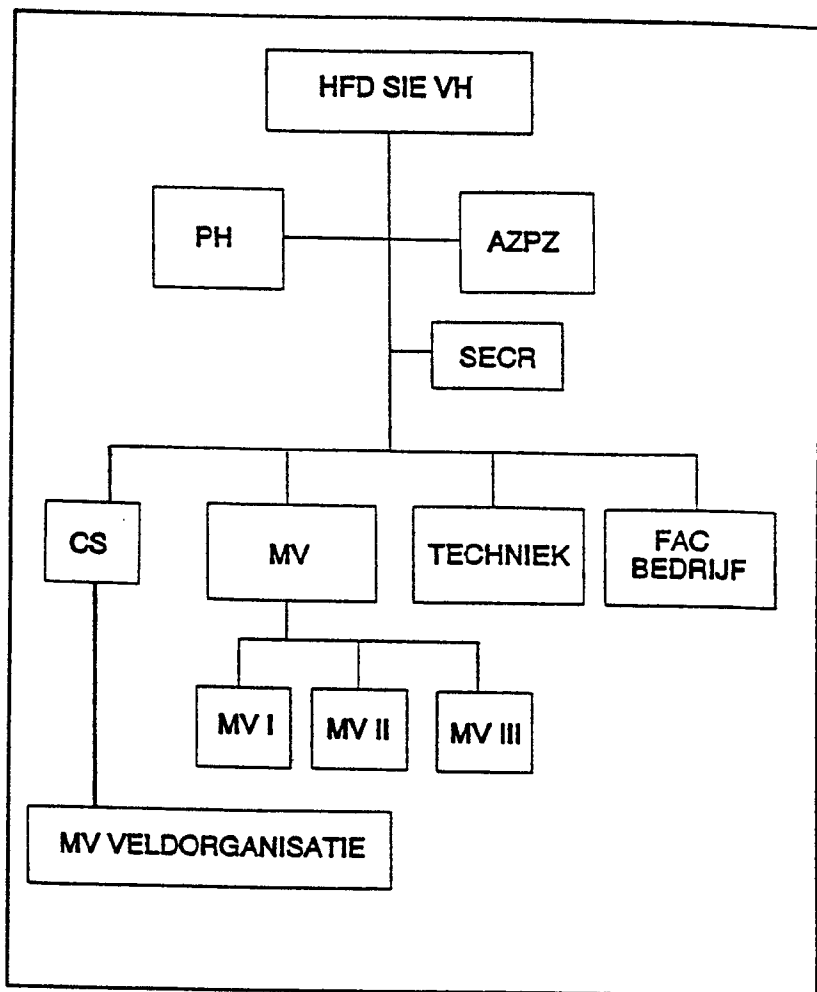 HFD SIE VH
PH
AZPZ
SECR
CS
MV
TECHNIEK
FAC
BEDRIJF
MV I
MV II
MV III
MV VELDORGANISATIE